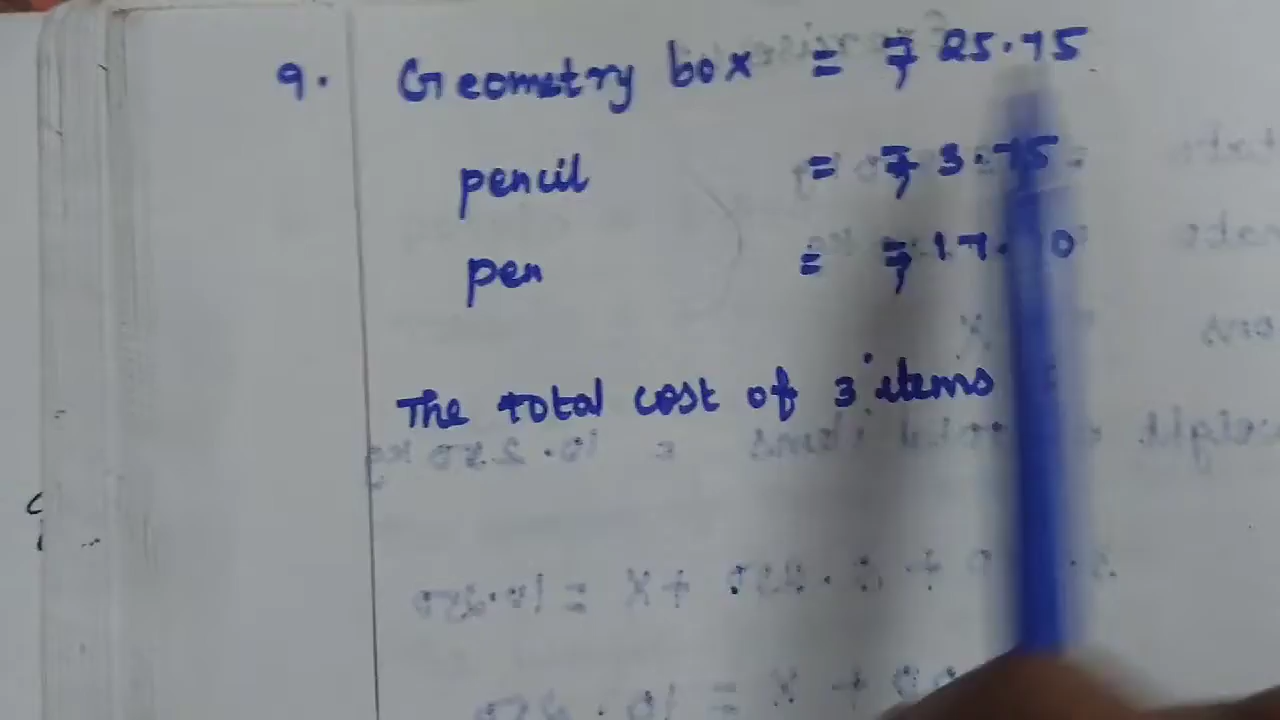 9. Geometry box = ₹ 25.75
pencil = ₹ 3.75
pen = ₹ 17.
The total cost of 3 items